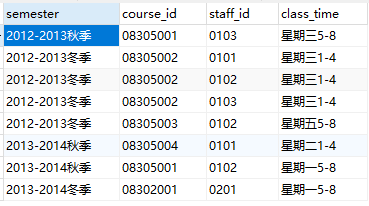 semester course_id staff_id class_time
2012-2013秋季 08305001 0103 星期三5-8
2012-2013冬季 08305002 0101 星期三1-4
2012-2013冬季 08305002 0102 星期三1-4
2012-2013冬季 08305002 0103 星期三1-4
2012-2013冬季 08305003 0102 星期五5-8
2013-2014秋季 08305004 0101 星期二1-4
2013-2014秋季 08305001 0102 星期一5-8
2013-2014冬季 08302001 0201 星期一5-8